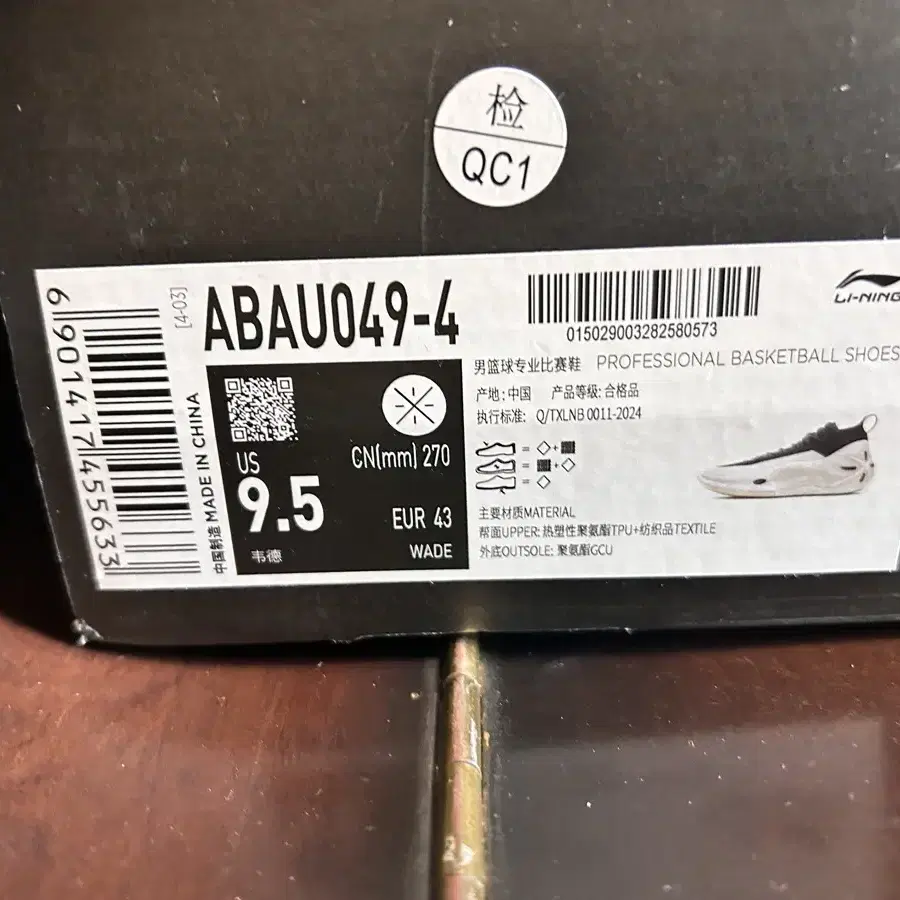 检
QC1
6 901417 455633
[4-03]
中国制造 MADE IN CHINA
ABAU049-4
015029003282580573
LI-NING
男篮球专业比赛鞋 PROFESSIONAL BASKETBALL SHOES
产地: 中国 产品等级: 合格品
执行标准: Q/TXLNB 0011-2024
US
9.5
CN(mm) 270
EUR 43
韦德
WADE
主要材质MATERIAL
帮面UPPER: 热塑性聚氨酯TPU+纺织品TEXTILE
外底OUTSOLE: 聚氨酯GCU